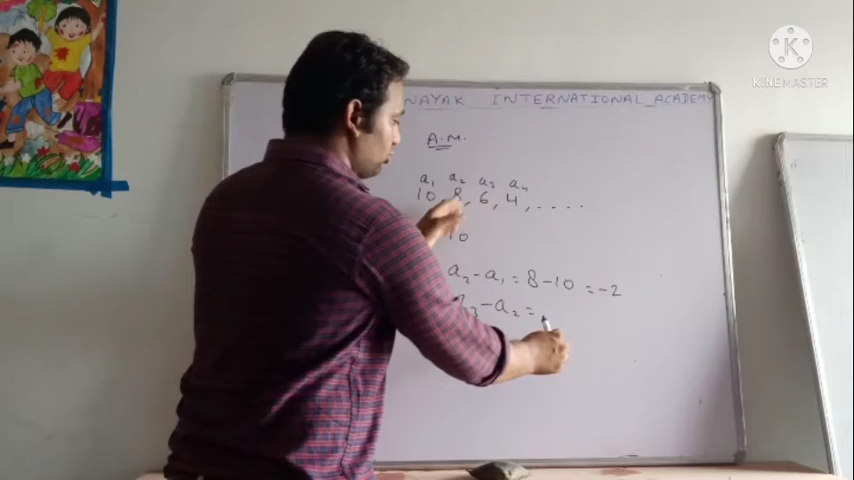 NAYAK INTERNATIONAL ACADEMY
KINEMASTER
A.M.
a₁ a₂ a₃ a₄
10 8, 6, 4, ....
10
a₂-a₁ = 8-10 = -2
a₃-a₂ =